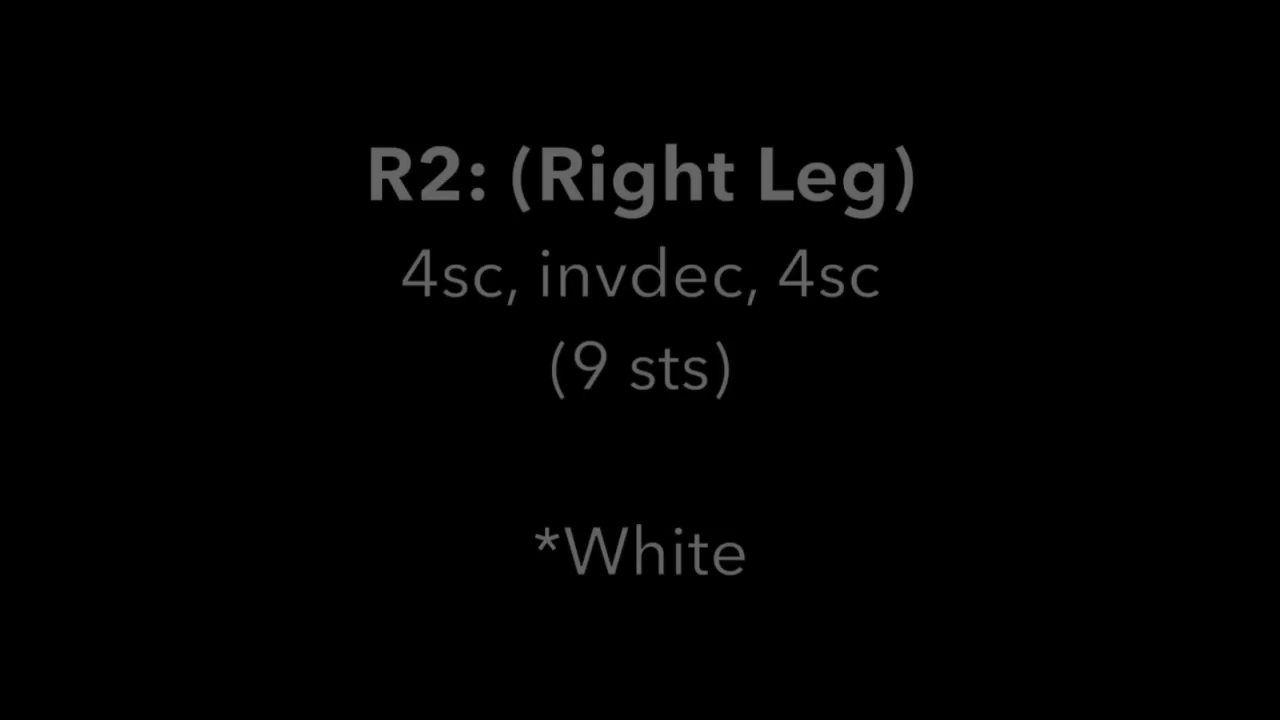 R2: (Right Leg)
4sc, invdec, 4sc
(9 sts)
*White